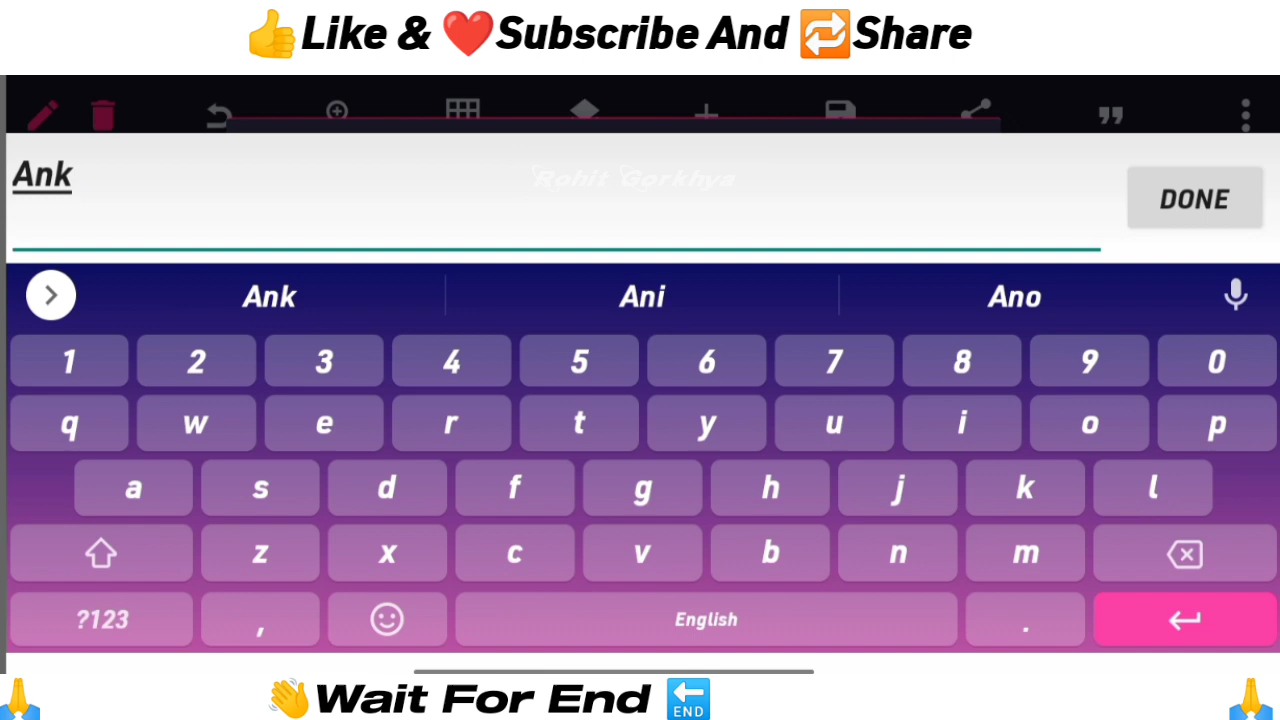 👍Like & ❤️Subscribe And 🔁Share
Ank
Rohit Gorkhya
DONE
Ank Ani Ano
1 2 3 4 5 6 7 8 9 0
q w e r t y u i o p
a s d f g h j k l
z x c v b n m
?123 , English .
🙏 👋Wait For End 🔚 🙏